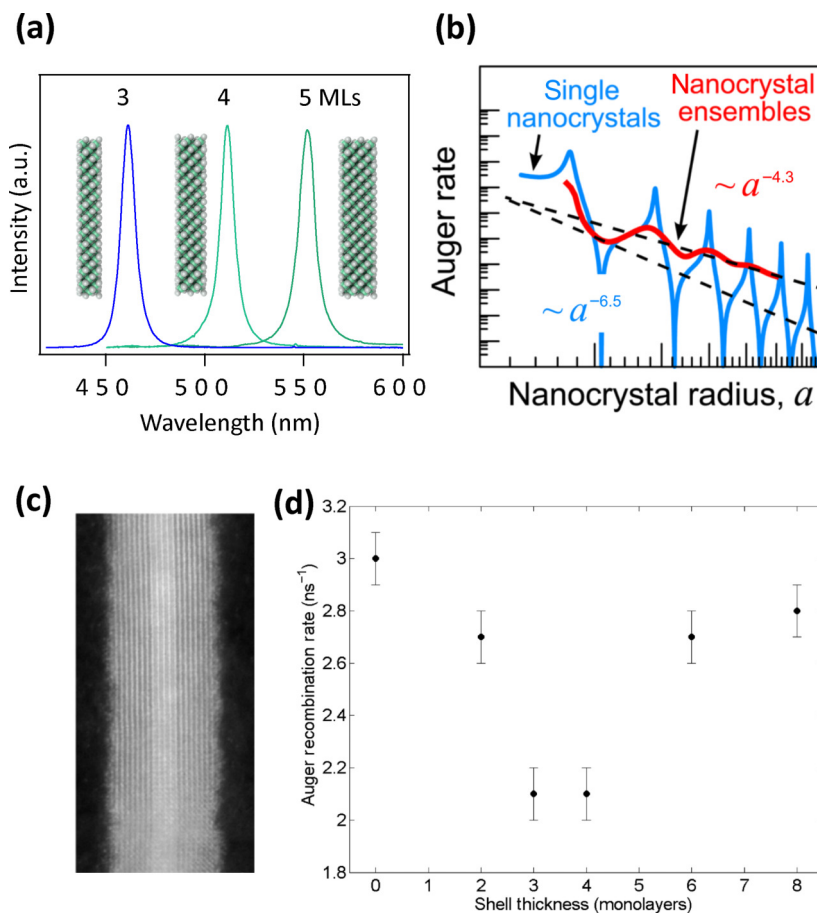 (a)
3 4 5 MLs
Intensity (a.u.)
450 500 550 600
Wavelength (nm)
(b)
Single
nanocrystals
Nanocrystal
ensembles
~ a^−4.3
~ a^−6.5
Auger rate
Nanocrystal radius, a
(c)
(d)
3.2
3
2.8
2.6
2.4
2.2
2
1.8
Auger recombination rate (ns⁻¹)
0 1 2 3 4 5 6 7 8
Shell thickness (monolayers)